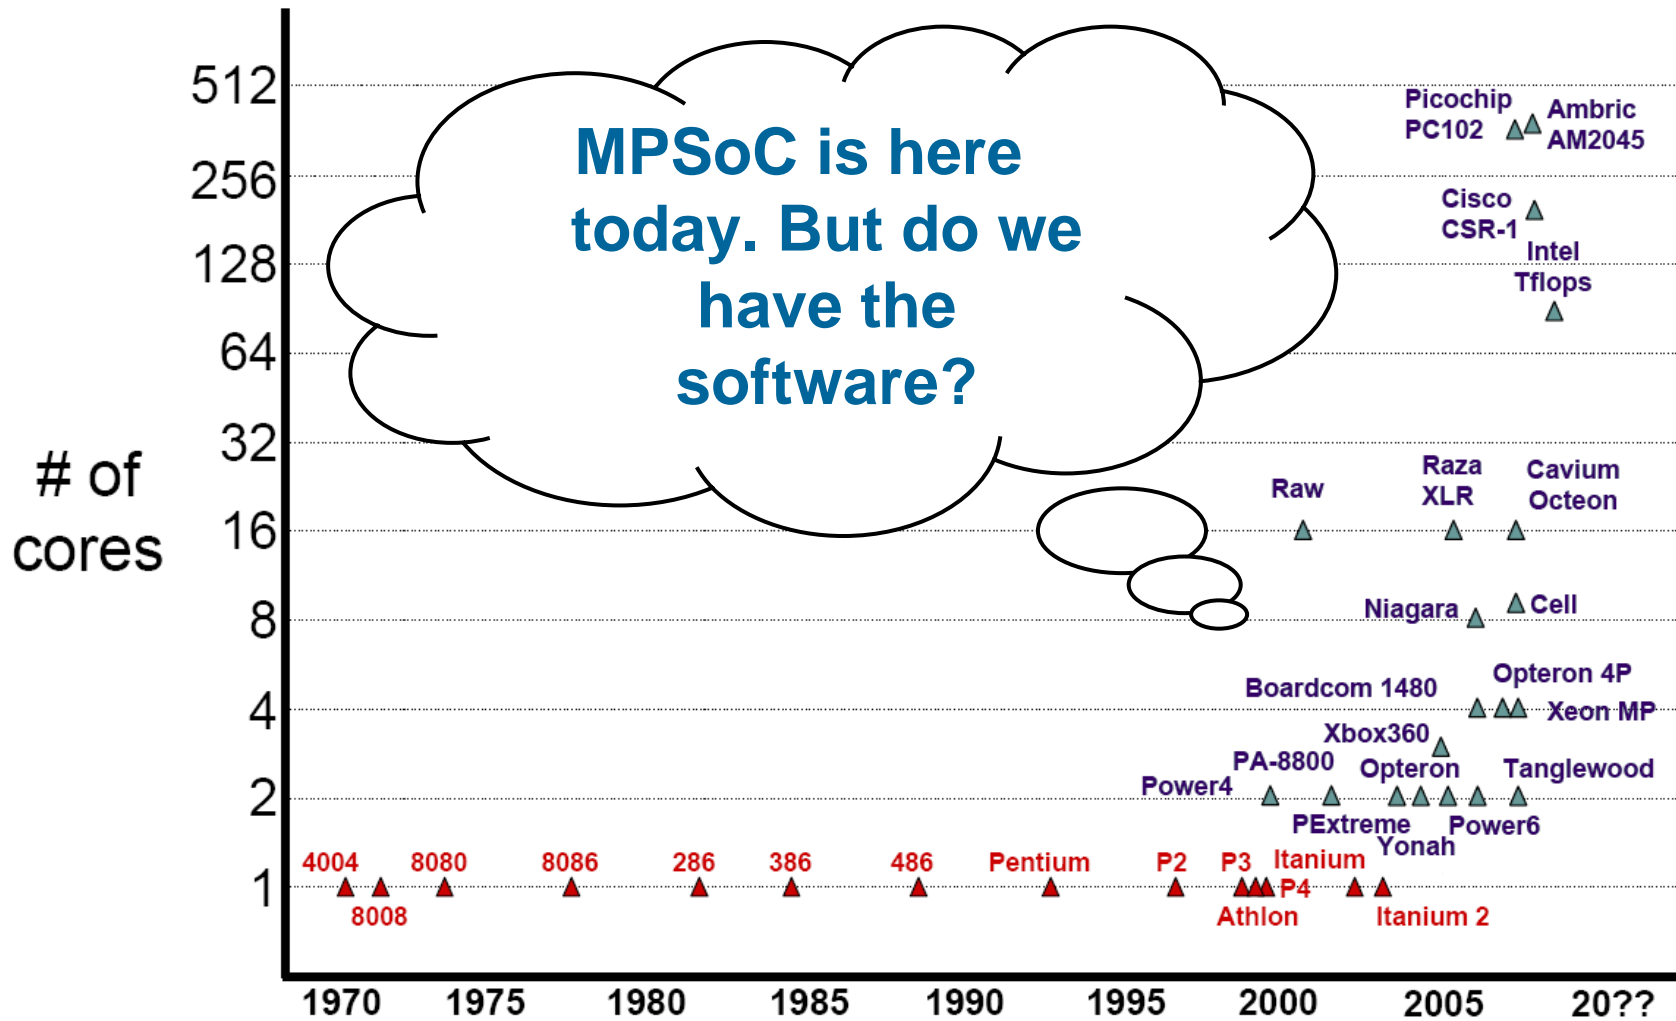 512
256
128
64
32
16
8
4
2
1
# of
cores
MPSoC is here
today. But do we
have the
software?
Picochip
PC102
Ambric
AM2045
Cisco
CSR-1
Intel
Tflops
Raw
Raza
XLR
Cavium
Octeon
Niagara
Cell
Boardcom 1480
Opteron 4P
Xeon MP
Xbox360
PA-8800
Power4
Opteron
Tanglewood
PExtreme
Yonah
Power6
4004
8008
8080
8086
286
386
486
Pentium
P2
P3
Athlon
Itanium
P4
Itanium 2
1970 1975 1980 1985 1990 1995 2000 2005 20??